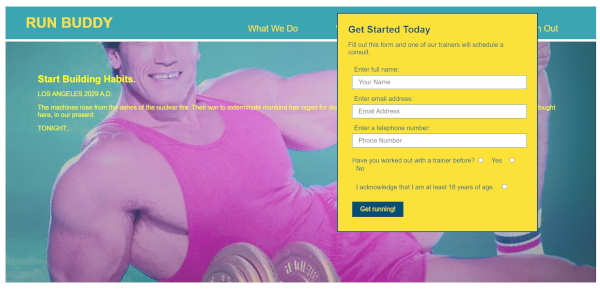 RUN BUDDY
What We Do
n Out
Start Building Habits.
LOS ANGELES 2029 A.D.
The machines rose from the ashes of the nuclear fire. Their war to exterminate mankind has raged for de
ought
here, in our present.
TONIGHT...
Get Started Today
Fill out this form and one of our trainers will schedule a
consult.
Enter full name:
Your Name
Enter email address:
Email Address
Enter a telephone number:
Phone Number
Have you worked out with a trainer before? Yes
No
I acknowledge that I am at least 18 years of age.
Get running!